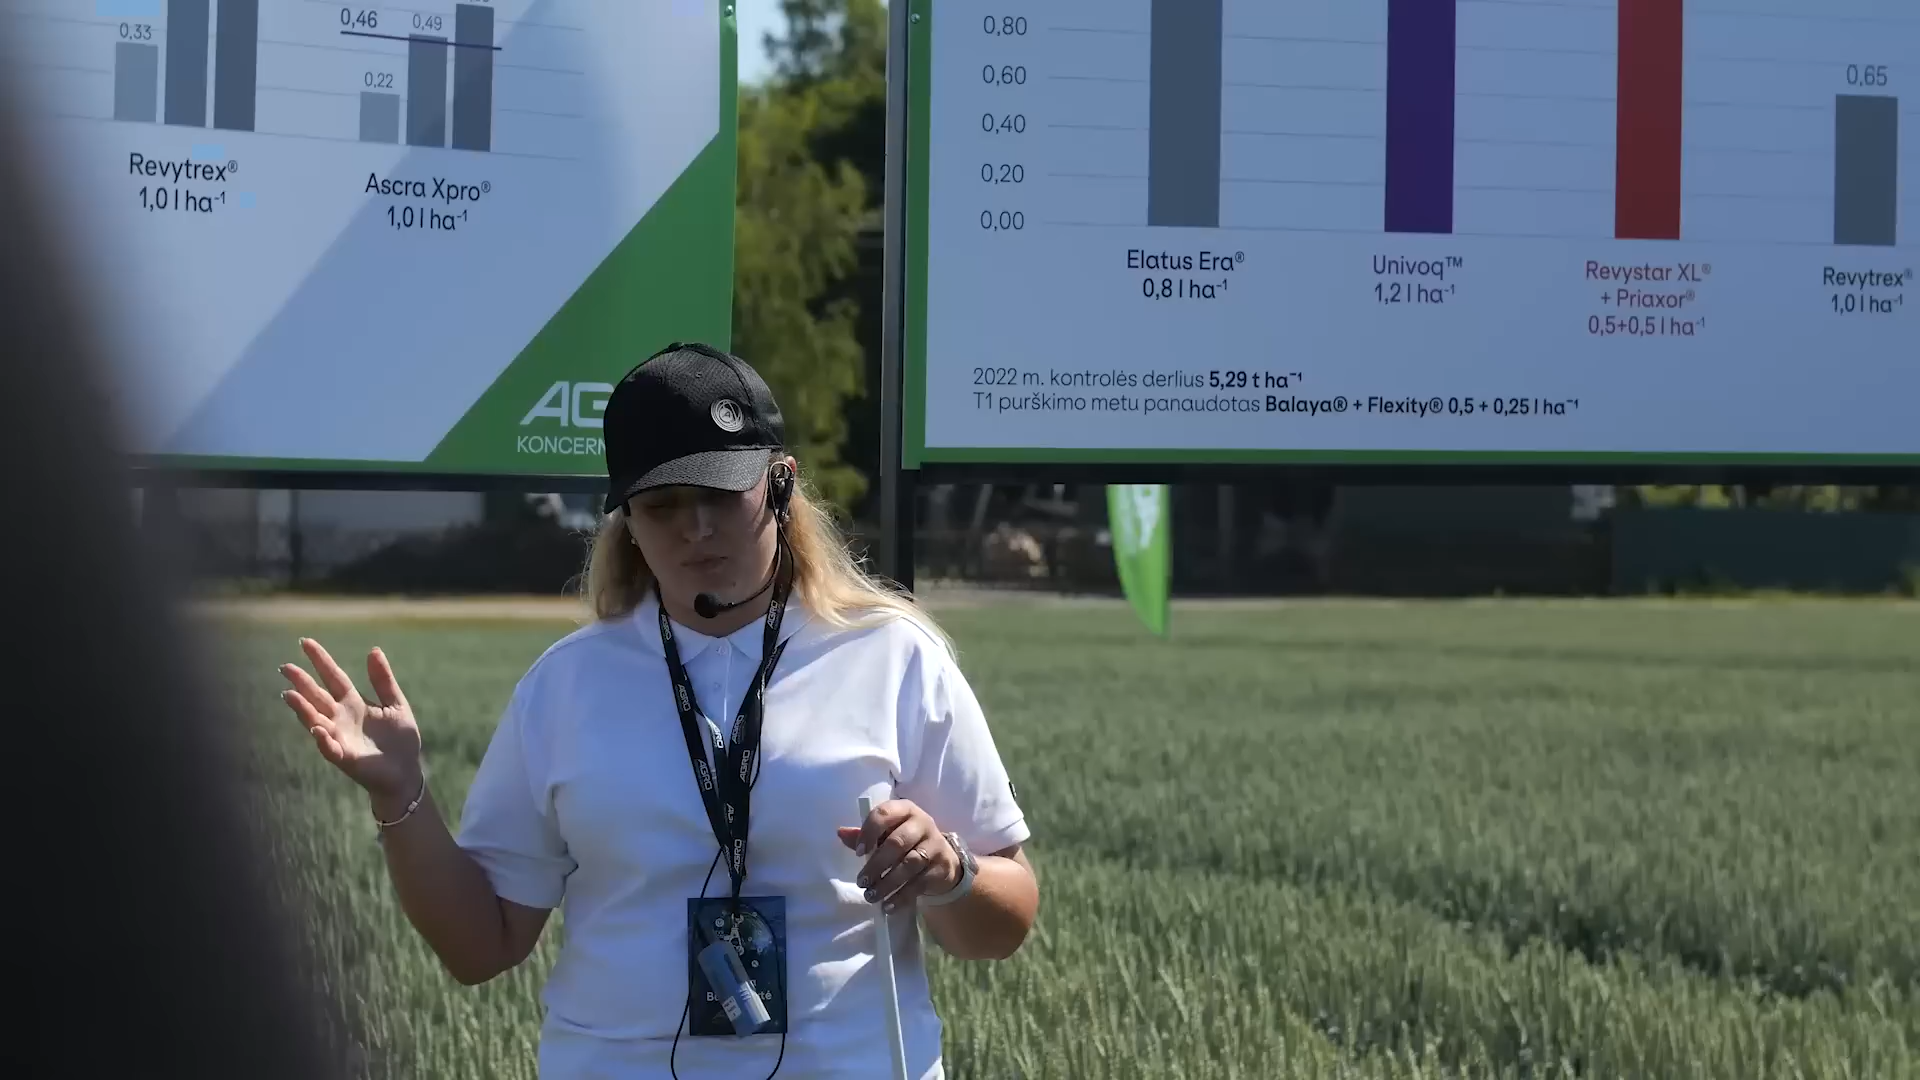 0,33
0,46
0,49
0,22
Revytrex®
1,0 l ha⁻¹
Ascra Xpro®
1,0 l ha⁻¹
KONCERN
0,80
0,60
0,40
0,20
0,00
0,65
Elatus Era®
0,8 l ha⁻¹
Univoq™
1,2 l ha⁻¹
Revystar XL®
+ Priaxor®
0,5+0,5 l ha⁻¹
Revytrex®
1,0 l ha⁻¹
2022 m. kontrolės derlius 5,29 t ha⁻¹
T1 purškimo metu panaudotas Balaya® + Flexity® 0,5 + 0,25 l ha⁻¹
AGRO
AGRO
AGRO
AGRO
AGRO